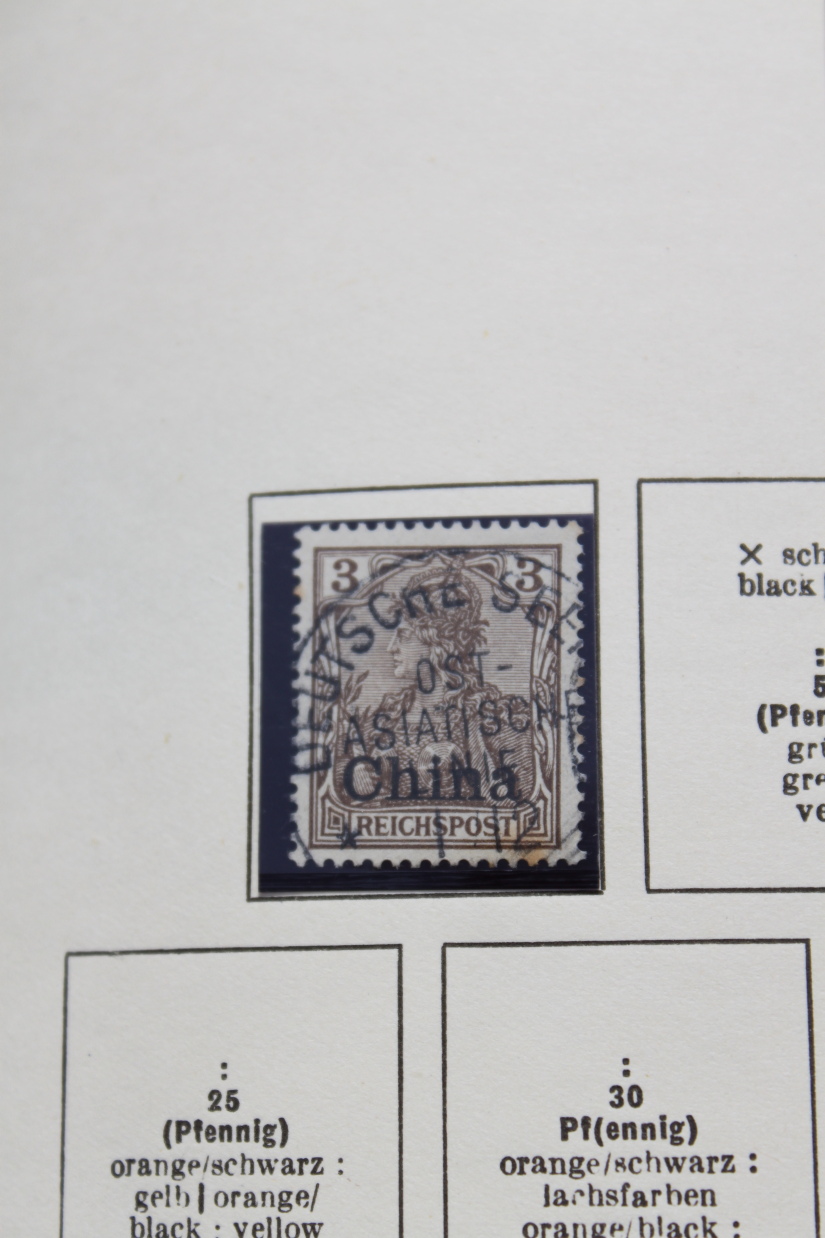 3 3
DEUTSCHE SEE
OST-
ASIATISCH
China
REICHSPOST
× sch
black |
:
5
(Pfen
grü
gre
ve
:
25
(Pfennig)
orange/schwarz :
gelb | orange/
black : yellow
:
30
Pf(ennig)
orange/schwarz :
lachsfarben
orange/black :